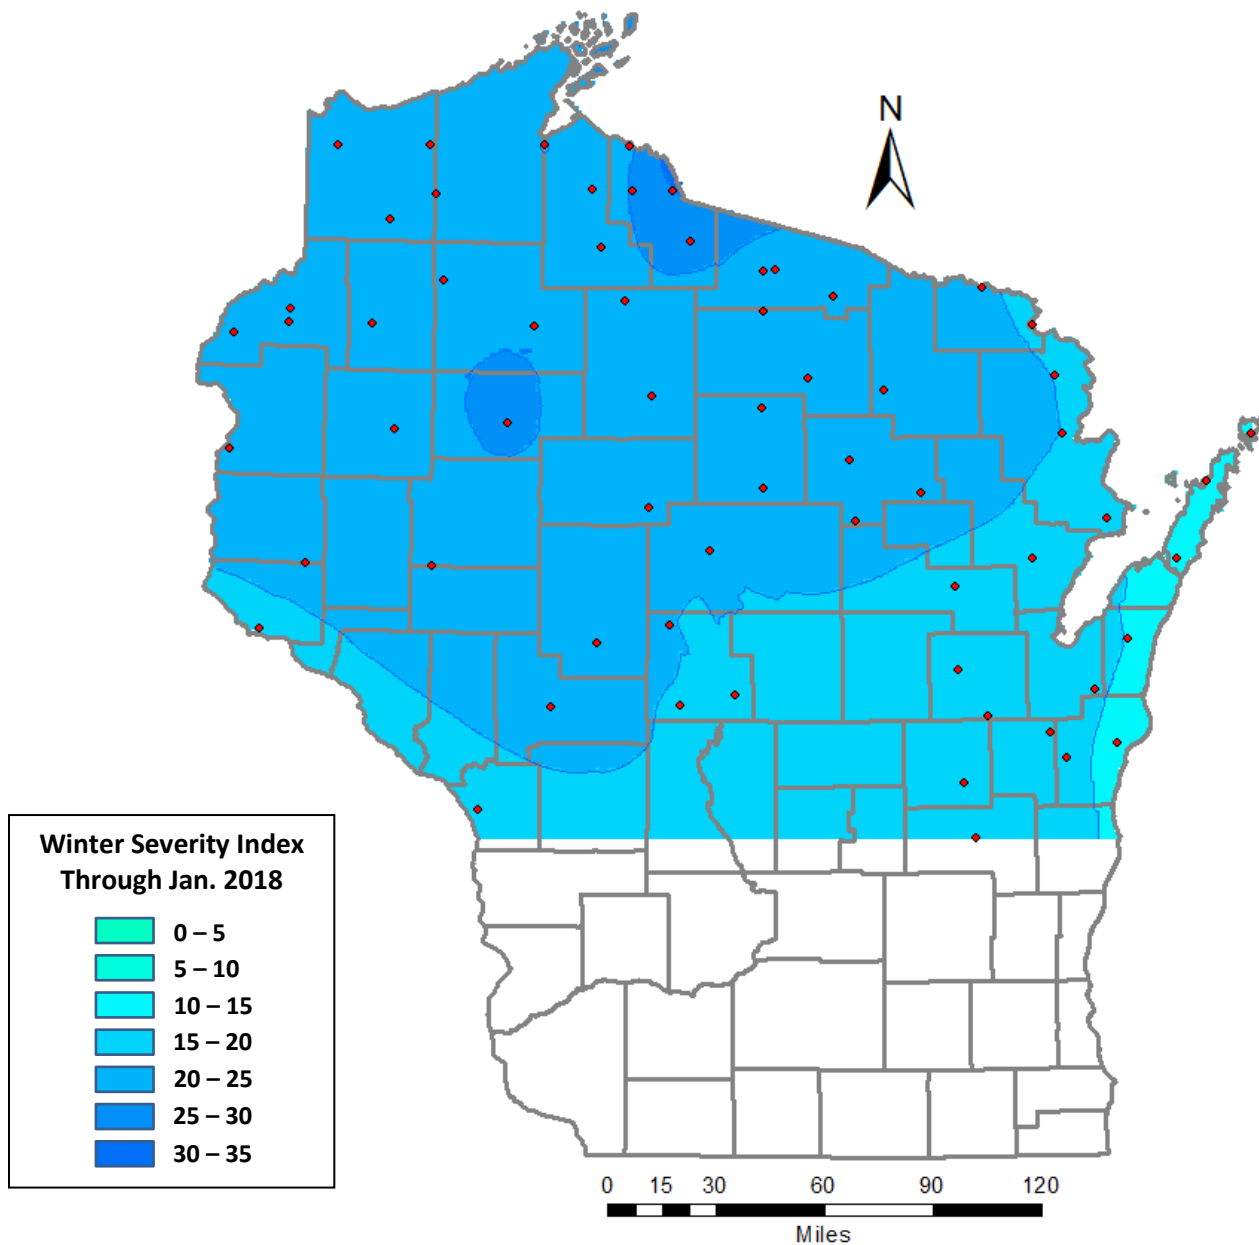 N
Winter Severity Index
Through Jan. 2018
0 – 5
5 – 10
10 – 15
15 – 20
20 – 25
25 – 30
30 – 35
0 15 30 60 90 120
Miles